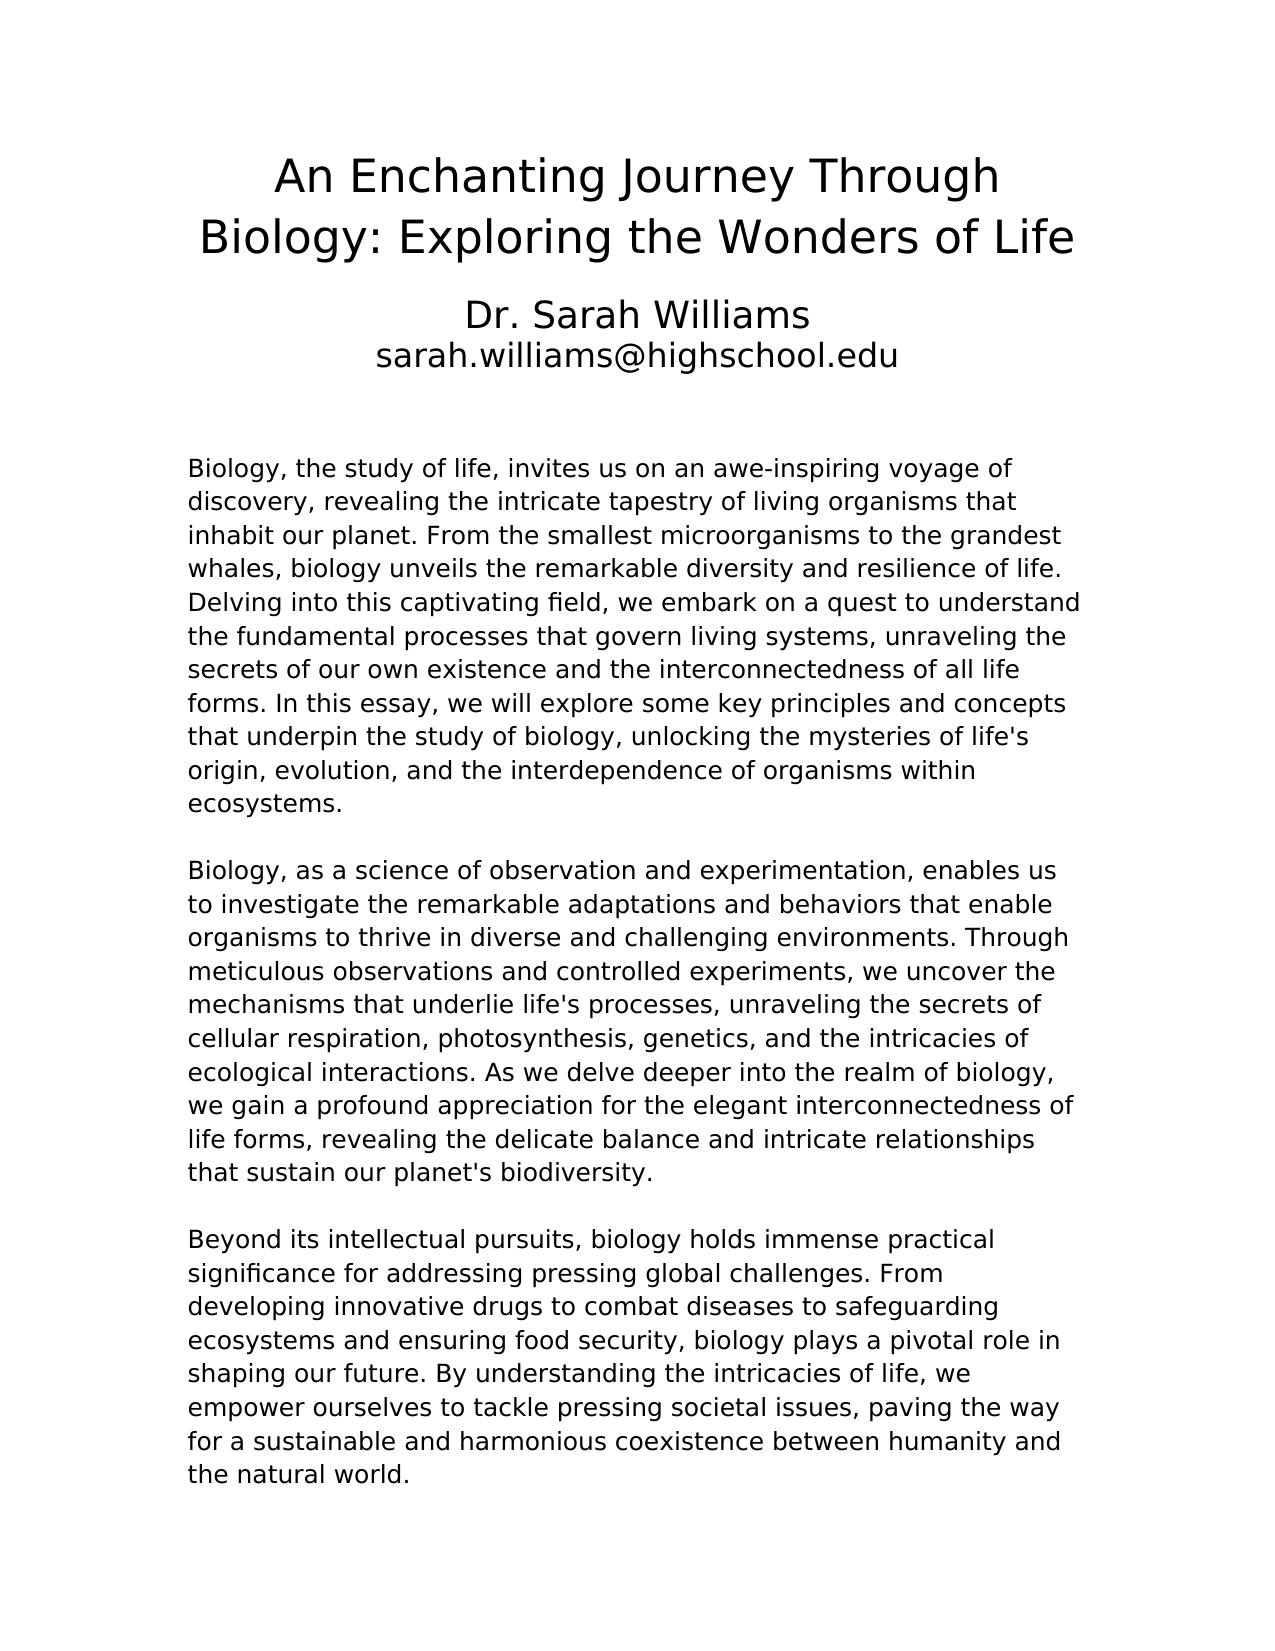 An Enchanting Journey Through
Biology: Exploring the Wonders of Life
Dr. Sarah Williams
sarah.williams@highschool.edu
Biology, the study of life, invites us on an awe-inspiring voyage of
discovery, revealing the intricate tapestry of living organisms that
inhabit our planet. From the smallest microorganisms to the grandest
whales, biology unveils the remarkable diversity and resilience of life.
Delving into this captivating field, we embark on a quest to understand
the fundamental processes that govern living systems, unraveling the
secrets of our own existence and the interconnectedness of all life
forms. In this essay, we will explore some key principles and concepts
that underpin the study of biology, unlocking the mysteries of life's
origin, evolution, and the interdependence of organisms within
ecosystems.
Biology, as a science of observation and experimentation, enables us
to investigate the remarkable adaptations and behaviors that enable
organisms to thrive in diverse and challenging environments. Through
meticulous observations and controlled experiments, we uncover the
mechanisms that underlie life's processes, unraveling the secrets of
cellular respiration, photosynthesis, genetics, and the intricacies of
ecological interactions. As we delve deeper into the realm of biology,
we gain a profound appreciation for the elegant interconnectedness of
life forms, revealing the delicate balance and intricate relationships
that sustain our planet's biodiversity.
Beyond its intellectual pursuits, biology holds immense practical
significance for addressing pressing global challenges. From
developing innovative drugs to combat diseases to safeguarding
ecosystems and ensuring food security, biology plays a pivotal role in
shaping our future. By understanding the intricacies of life, we
empower ourselves to tackle pressing societal issues, paving the way
for a sustainable and harmonious coexistence between humanity and
the natural world.